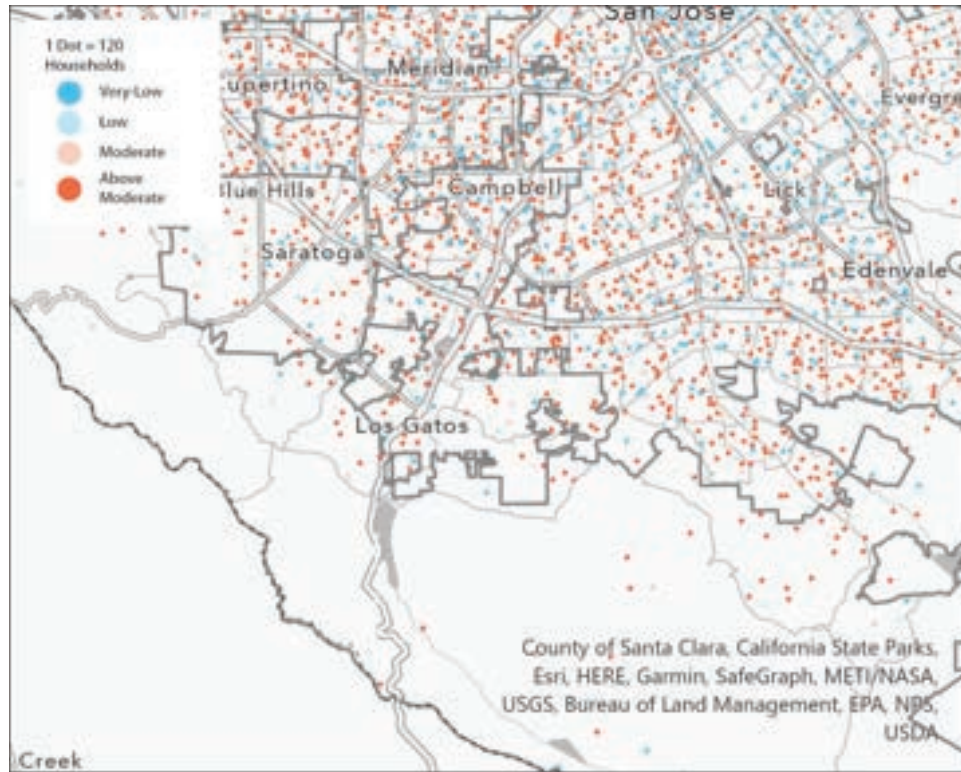 San Jose
1 Dot = 120
Households
Very-Low
Low
Moderate
Above
Moderate
Meridian
upertino
Evergre
Blue Hills
Campbell
Lick
Saratoga
Edenvale
Los Gatos
County of Santa Clara, California State Parks,
Esri, HERE, Garmin, SafeGraph, METI/NASA,
USGS, Bureau of Land Management, EPA, NPS,
USDA
Creek